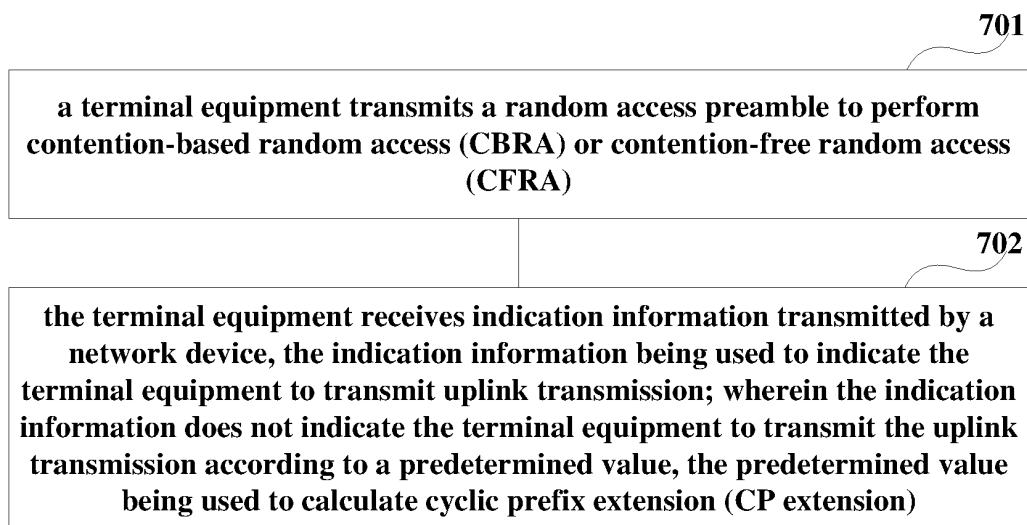 701
a terminal equipment transmits a random access preamble to perform
contention-based random access (CBRA) or contention-free random access
(CFRA)
702
the terminal equipment receives indication information transmitted by a
network device, the indication information being used to indicate the
terminal equipment to transmit uplink transmission; wherein the indication
information does not indicate the terminal equipment to transmit the uplink
transmission according to a predetermined value, the predetermined value
being used to calculate cyclic prefix extension (CP extension)